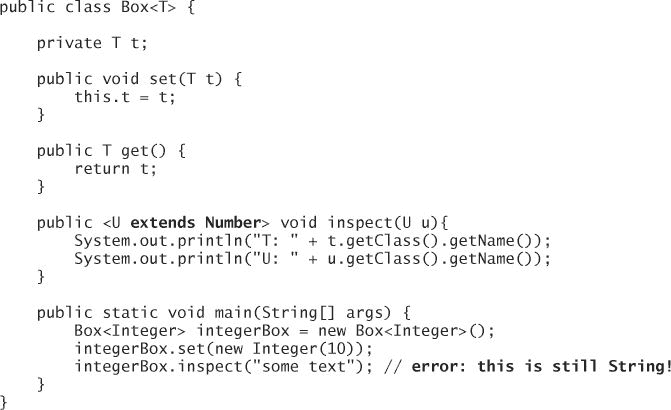 public class Box<T> {
private T t;
public void set(T t) {
this.t = t;
}
public T get() {
return t;
}
public <U extends Number> void inspect(U u){
System.out.println("T: " + t.getClass().getName());
System.out.println("U: " + u.getClass().getName());
}
public static void main(String[] args) {
Box<Integer> integerBox = new Box<Integer>();
integerBox.set(new Integer(10));
integerBox.inspect("some text"); // error: this is still String!
}
}